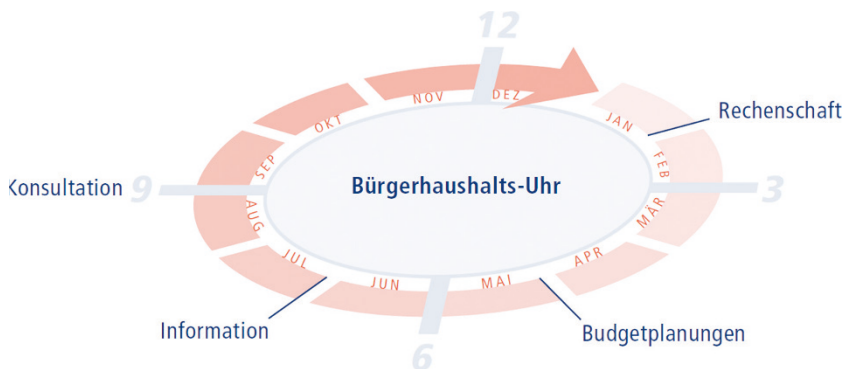 12
NOV
DEZ
OKT
JAN
Rechenschaft
SEP
FEB
Konsultation
9
Bürgerhaushalts-Uhr
3
AUG
MÄR
JUL
APR
JUN
MAI
Information
Budgetplanungen
6